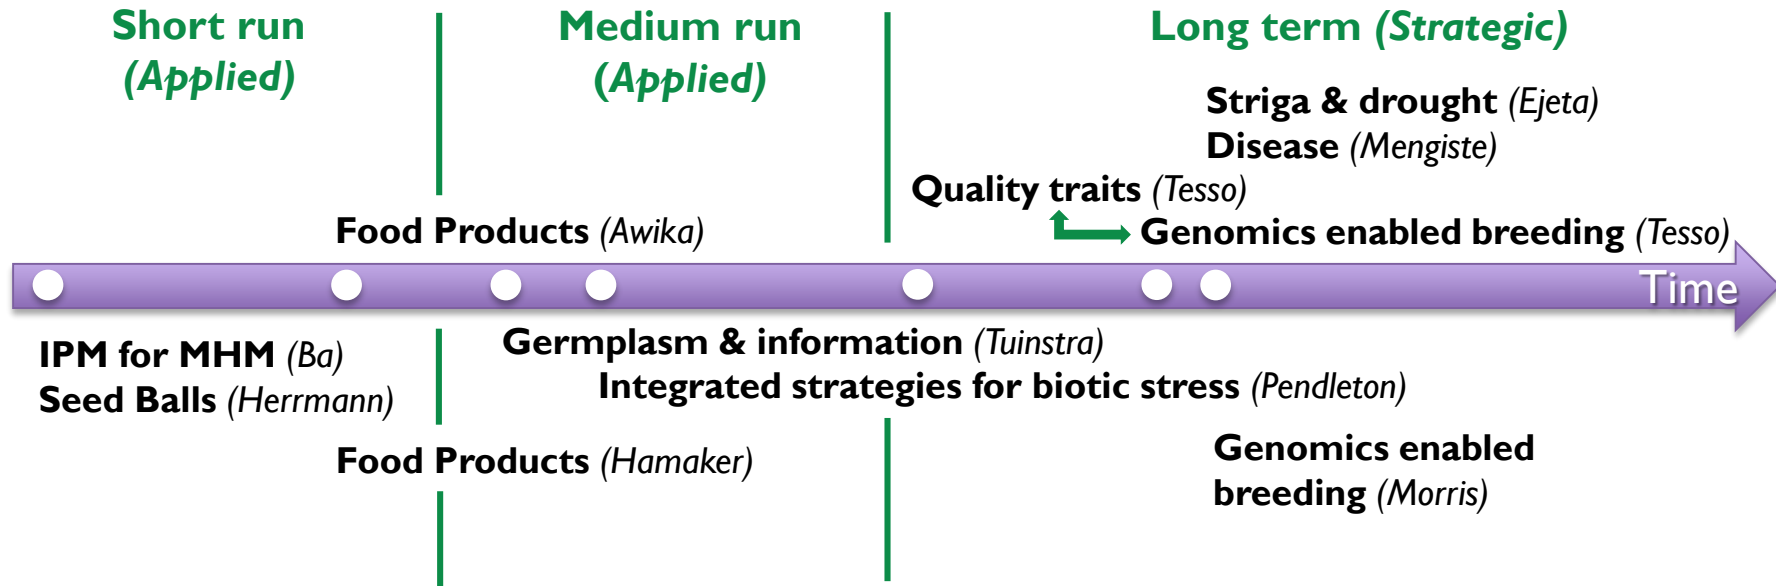 Short run
(Applied)
Medium run
(Applied)
Long term (Strategic)
Striga & drought (Ejeta)
Disease (Mengiste)
Quality traits (Tesso)
Food Products (Awika)
Genomics enabled breeding (Tesso)
Time
IPM for MHM (Ba)
Seed Balls (Herrmann)
Germplasm & information (Tuinstra)
Integrated strategies for biotic stress (Pendleton)
Food Products (Hamaker)
Genomics enabled
breeding (Morris)